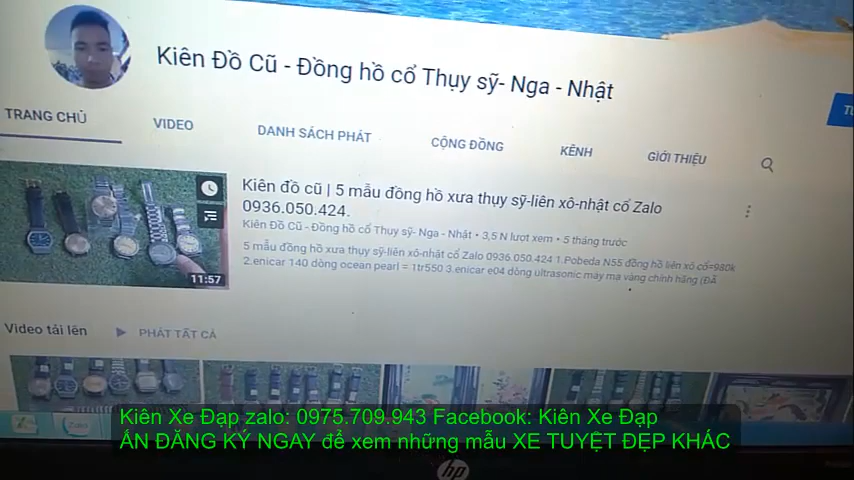 Kiên Đồ Cũ - Đồng hồ cổ Thụy sỹ- Nga - Nhật
TRANG CHỦ
VIDEO
DANH SÁCH PHÁT
CỘNG ĐỒNG
KÊNH
GIỚI THIỆU
Kiên đồ cũ | 5 mẫu đồng hồ xưa thụy sỹ-liên xô-nhật cổ Zalo
0936.050.424.
Kiên Đồ Cũ - Đồng hồ cổ Thụy sỹ- Nga - Nhật • 3,5 N lượt xem • 5 tháng trước
5 mẫu đồng hồ xưa thụy sỹ-liên xô-nhật cổ Zalo 0936.050.424 1.Pobeda N55 đồng hồ liên xô cổ=980k
2.enicar 140 dòng ocean pearl = 1tr550 3.enicar e04 dòng ultrasonic máy mạ vàng chính hãng (ĐÃ
11:57
Video tải lên
PHÁT TẤT CẢ
Kiên Xe Đạp zalo: 0975.709.943 Facebook: Kiên Xe Đạp
ẤN ĐĂNG KÝ NGAY để xem những mẫu XE TUYỆT ĐẸP KHÁC
Zalo
hp